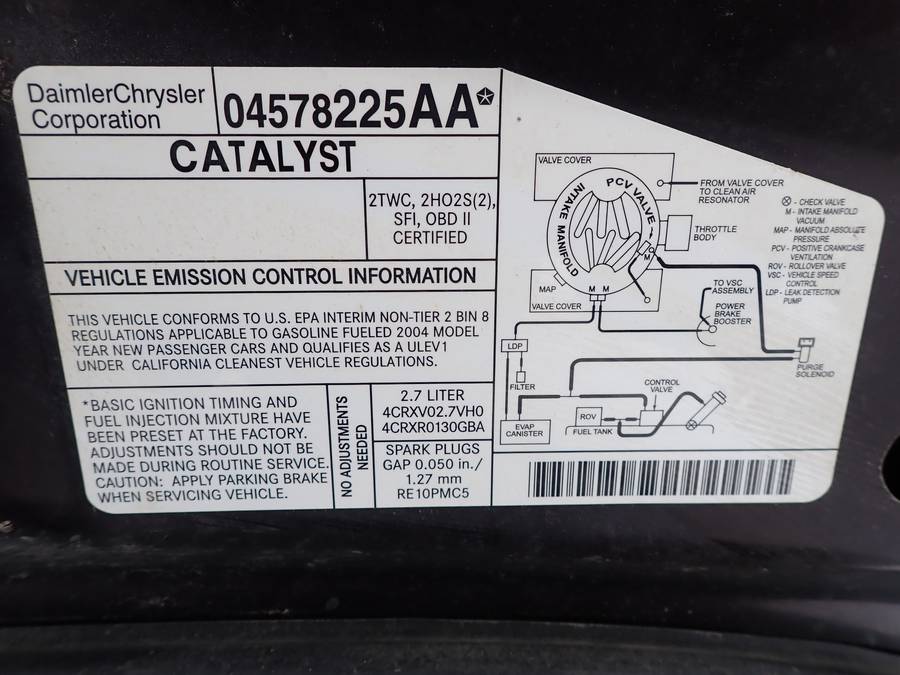 DaimlerChrysler
Corporation
04578225AA*
CATALYST
2TWC, 2HO2S(2),
SFI, OBD II
CERTIFIED
VEHICLE EMISSION CONTROL INFORMATION
THIS VEHICLE CONFORMS TO U.S. EPA INTERIM NON-TIER 2 BIN 8
REGULATIONS APPLICABLE TO GASOLINE FUELED 2004 MODEL
YEAR NEW PASSENGER CARS AND QUALIFIES AS A ULEV1
UNDER CALIFORNIA CLEANEST VEHICLE REGULATIONS.
*BASIC IGNITION TIMING AND
FUEL INJECTION MIXTURE HAVE
BEEN PRESET AT THE FACTORY.
ADJUSTMENTS SHOULD NOT BE
MADE DURING ROUTINE SERVICE.
CAUTION: APPLY PARKING BRAKE
WHEN SERVICING VEHICLE.
NO ADJUSTMENTS
NEEDED
2.7 LITER
4CRXV02.7VH0
4CRXR0130GBA
SPARK PLUGS
GAP 0.050 in./
1.27 mm
RE10PMC5
VALVE COVER
PCV VALVE
INTAKE MANIFOLD
FROM VALVE COVER
TO CLEAN AIR
RESONATOR
THROTTLE
BODY
M
MAP
M M
VALVE COVER
TO VSC
ASSEMBLY
POWER
BRAKE
BOOSTER
LDP
FILTER
EVAP
CANISTER
ROV
FUEL TANK
CONTROL
VALVE
PURGE
SOLENOID
- CHECK VALVE
M - INTAKE MANIFOLD
VACUUM
MAP - MANIFOLD ABSOLUTE
PRESSURE
PCV - POSITIVE CRANKCASE
VENTILATION
ROV - ROLLOVER VALVE
VSC - VEHICLE SPEED
CONTROL
LDP - LEAK DETECTION
PUMP